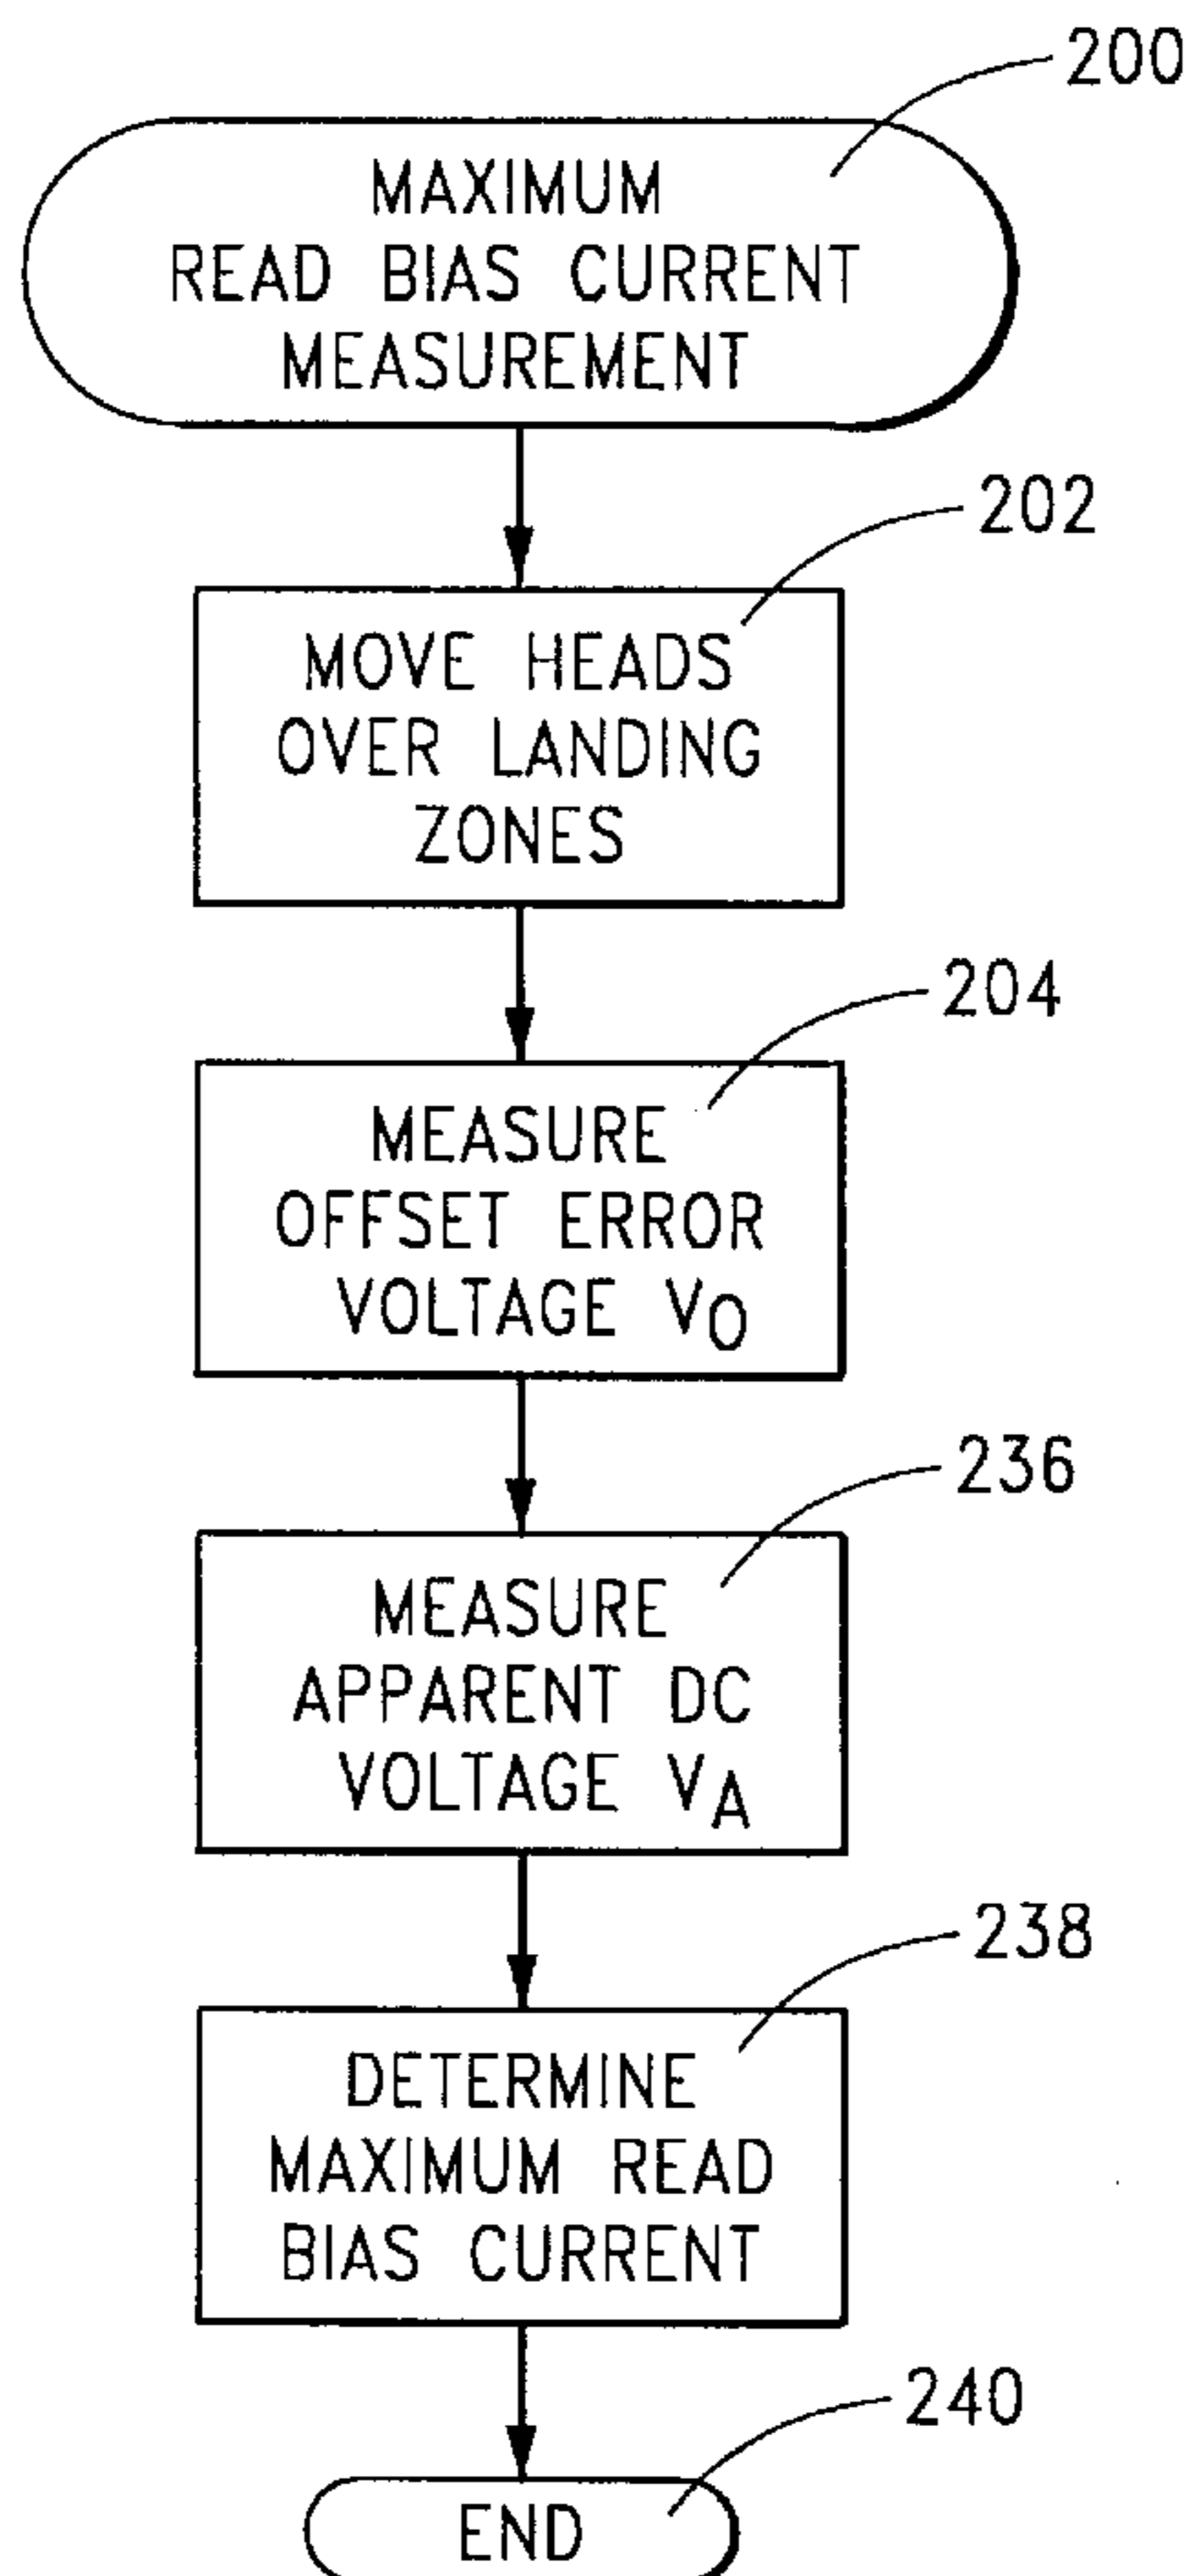 200
MAXIMUM
READ BIAS CURRENT
MEASUREMENT
202
MOVE HEADS
OVER LANDING
ZONES
204
MEASURE
OFFSET ERROR
VOLTAGE VO
236
MEASURE
APPARENT DC
VOLTAGE VA
238
DETERMINE
MAXIMUM READ
BIAS CURRENT
240
END